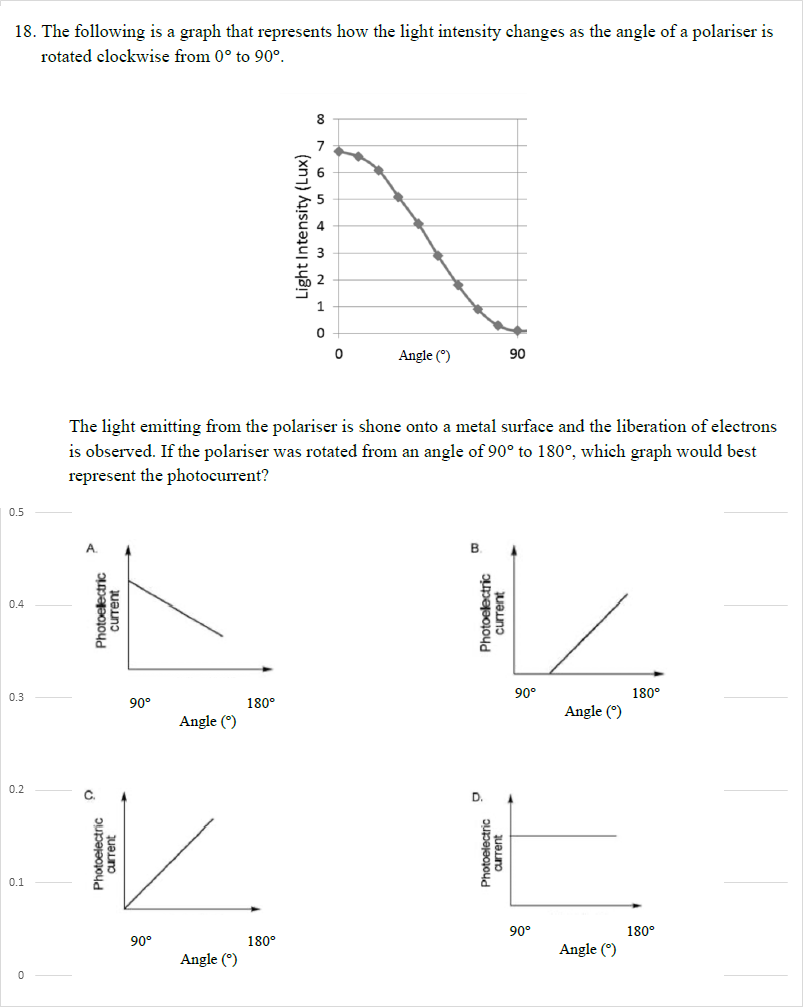 18. The following is a graph that represents how the light intensity changes as the angle of a polariser is
rotated clockwise from 0° to 90°.
8
7
6
5
4
3
2
1
0
Light Intensity (Lux)
0
Angle (°)
90
The light emitting from the polariser is shone onto a metal surface and the liberation of electrons
is observed. If the polariser was rotated from an angle of 90° to 180°, which graph would best
represent the photocurrent?
0.5
0.4
0.3
0.2
0.1
0
A.
Photoelectric
current
90°
180°
Angle (°)
B.
Photoelectric
current
90°
180°
Angle (°)
C.
Photoelectric
current
90°
180°
Angle (°)
D.
Photoelectric
current
90°
180°
Angle (°)